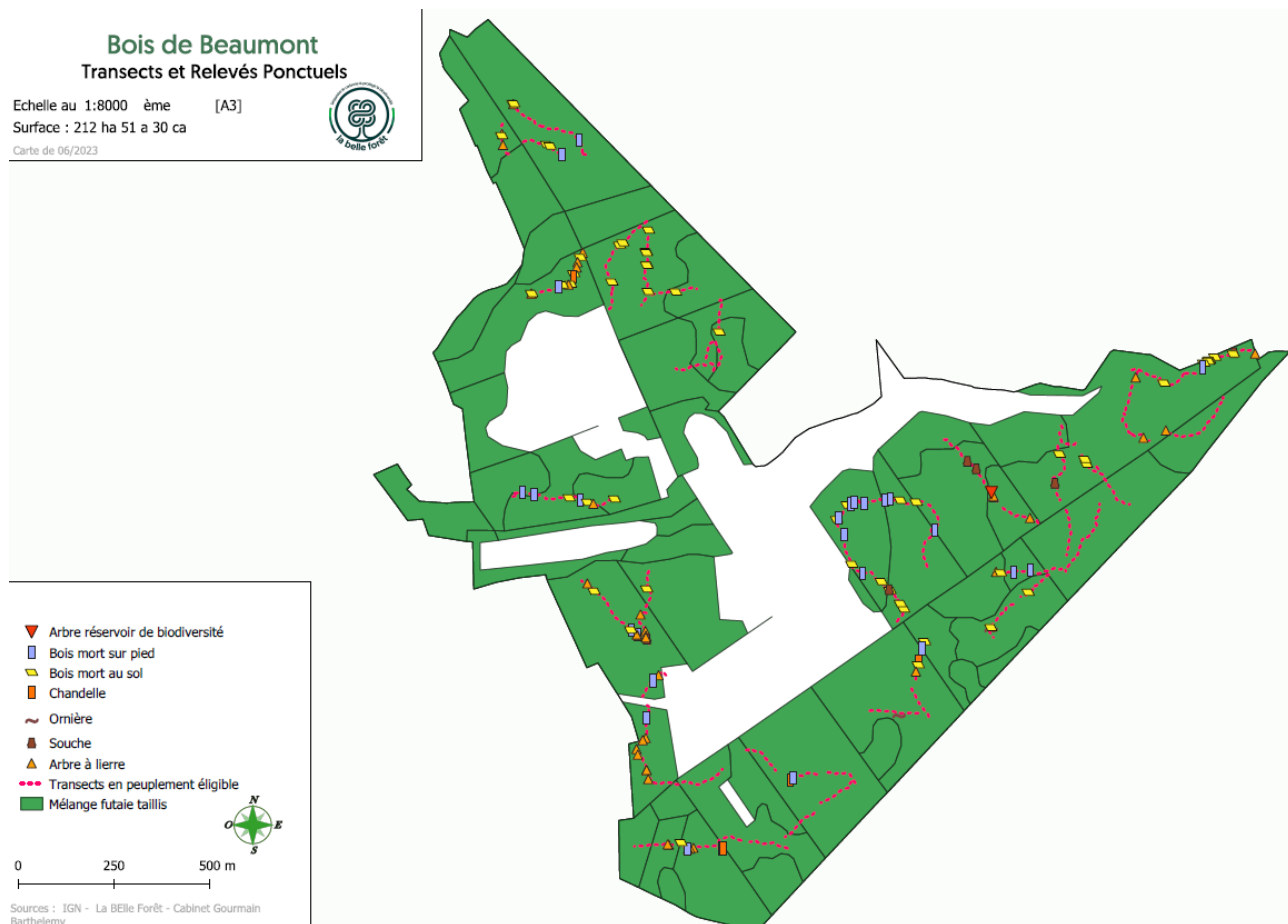 Bois de Beaumont
Transects et Relevés Ponctuels
Echelle au 1:8000 ème [A3]
Surface : 212 ha 51 a 30 ca
Carte de 06/2023
la belle forêt
Arbre réservoir de biodiversité
Bois mort sur pied
Bois mort au sol
Chandelle
Ornière
Souche
Arbre à lierre
Transects en peuplement éligible
Mélange futaie taillis
N
O E
S
0 250 500 m
Sources : IGN - La BElle Forêt - Cabinet Gourmain
Barthelemy